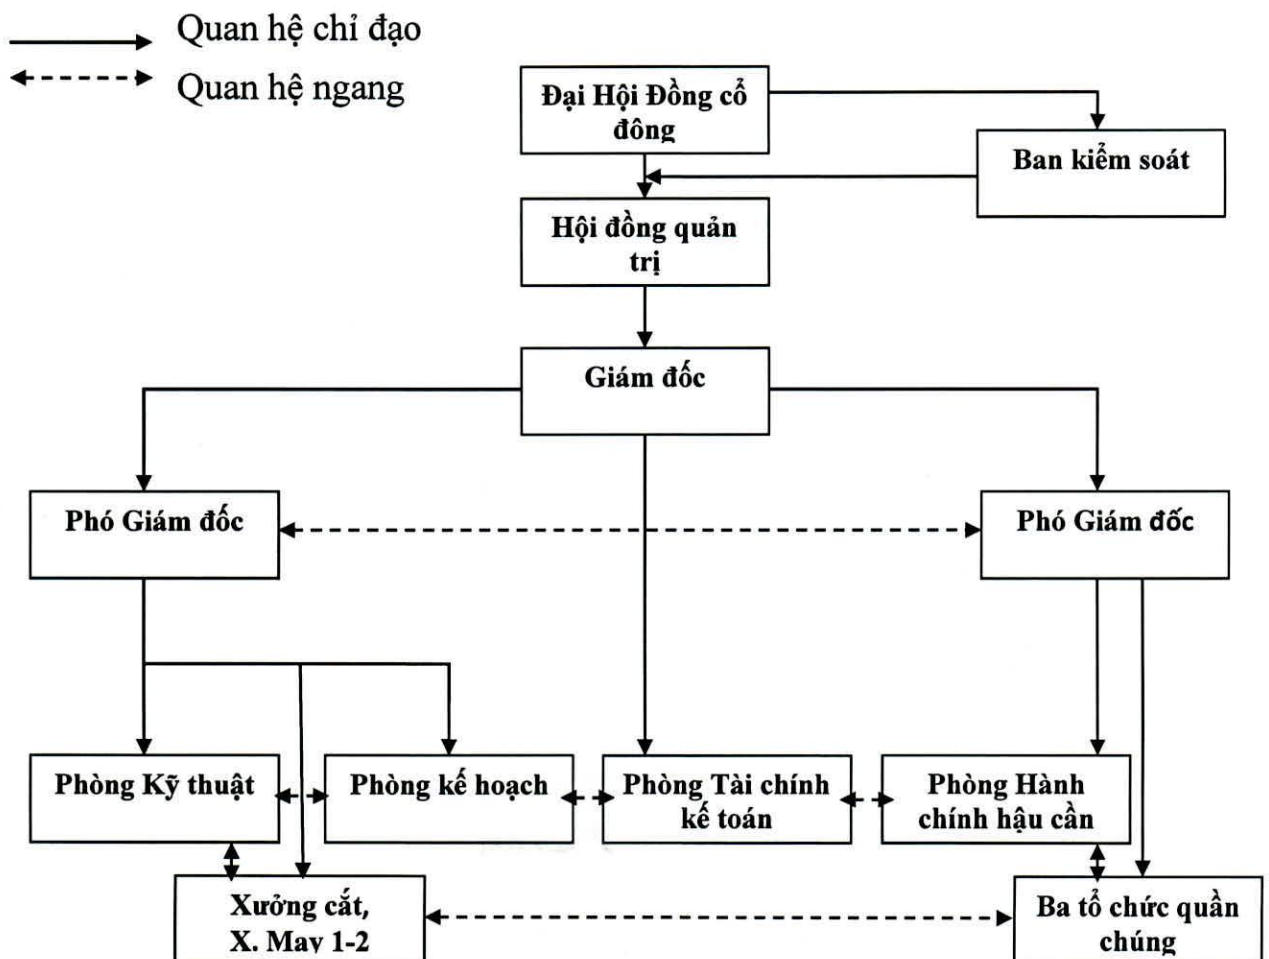 Quan hệ chỉ đạo
Quan hệ ngang
Đại Hội Đồng cổ
đông
Ban kiểm soát
Hội đồng quản
trị
Giám đốc
Phó Giám đốc
Phó Giám đốc
Phòng Kỹ thuật
Phòng kế hoạch
Phòng Tài chính
kế toán
Phòng Hành
chính hậu cần
Xưởng cắt,
X. May 1-2
Ba tổ chức quần
chúng